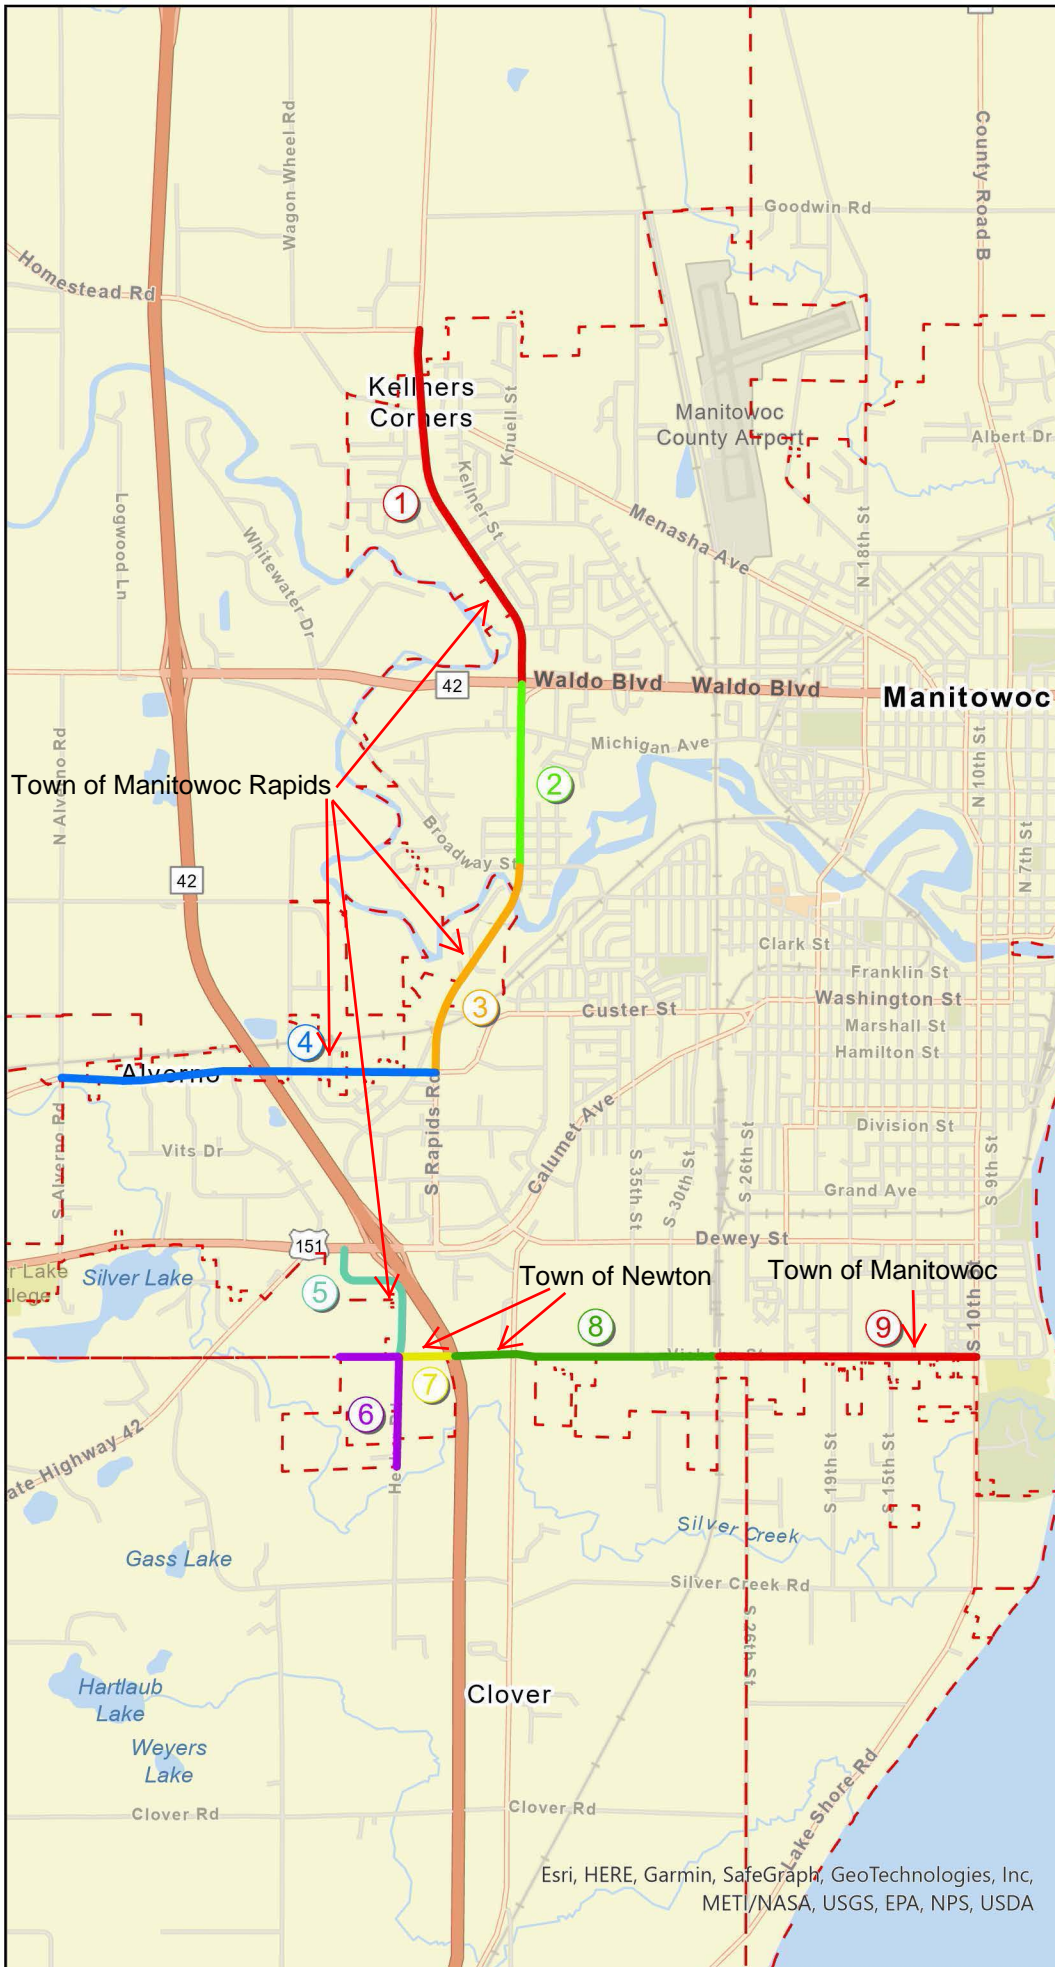 County Road B
Wagon Wheel Rd
Goodwin Rd
Homestead Rd
Kellners
Corners
Knuell St
Manitowoc
County Airport
Albert Dr
Kellner St
1
Logwood Ln
Whitewater Dr
Menasha Ave
N 18th St
42
Waldo Blvd
Waldo Blvd
Manitowoc
N Alverno Rd
Michigan Ave
N 10th St
Town of Manitowoc Rapids
2
Broadway St
N 7th St
42
Clark St
Franklin St
3
Custer St
Washington St
Marshall St
4
Hamilton St
Alverno
S Rapids Rd
Calumet Ave
S Alverno Rd
Division St
Vits Dr
S 35th St
S 30th St
S 26th St
S 9th St
Grand Ave
151
Dewey St
r Lake
llege
Silver Lake
5
Town of Newton
Town of Manitowoc
S 10th St
8
9
7
6
ate Highway 42
S 19th St
S 15th St
Silver Creek
Gass Lake
Silver Creek Rd
S 26th St
Hartlaub
Lake
Clover
Weyers
Lake
Clover Rd
Clover Rd
Lake Shore Rd
Esri, HERE, Garmin, SafeGraph, GeoTechnologies, Inc,
METI/NASA, USGS, EPA, NPS, USDA